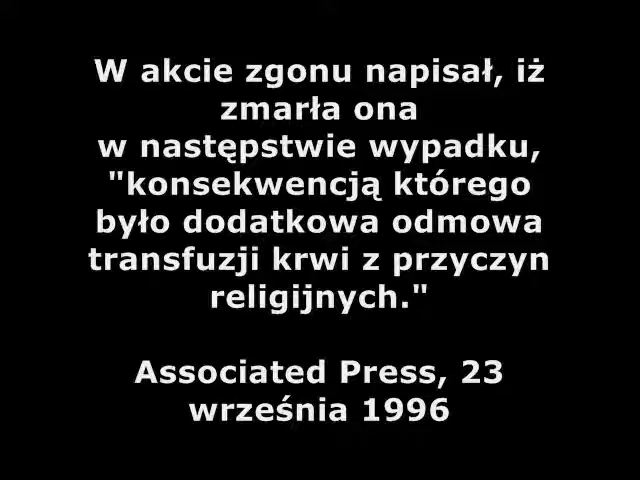 W akcie zgonu napisał, iż
zmarła ona
w następstwie wypadku,
"konsekwencją którego
było dodatkowa odmowa
transfuzji krwi z przyczyn
religijnych."
Associated Press, 23
września 1996